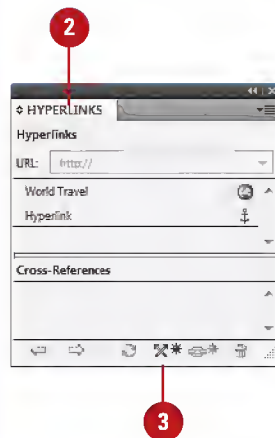 2
HYPERLINKS
Hyperlinks
URL: http://
World Travel
Hyperlink
Cross-References
3